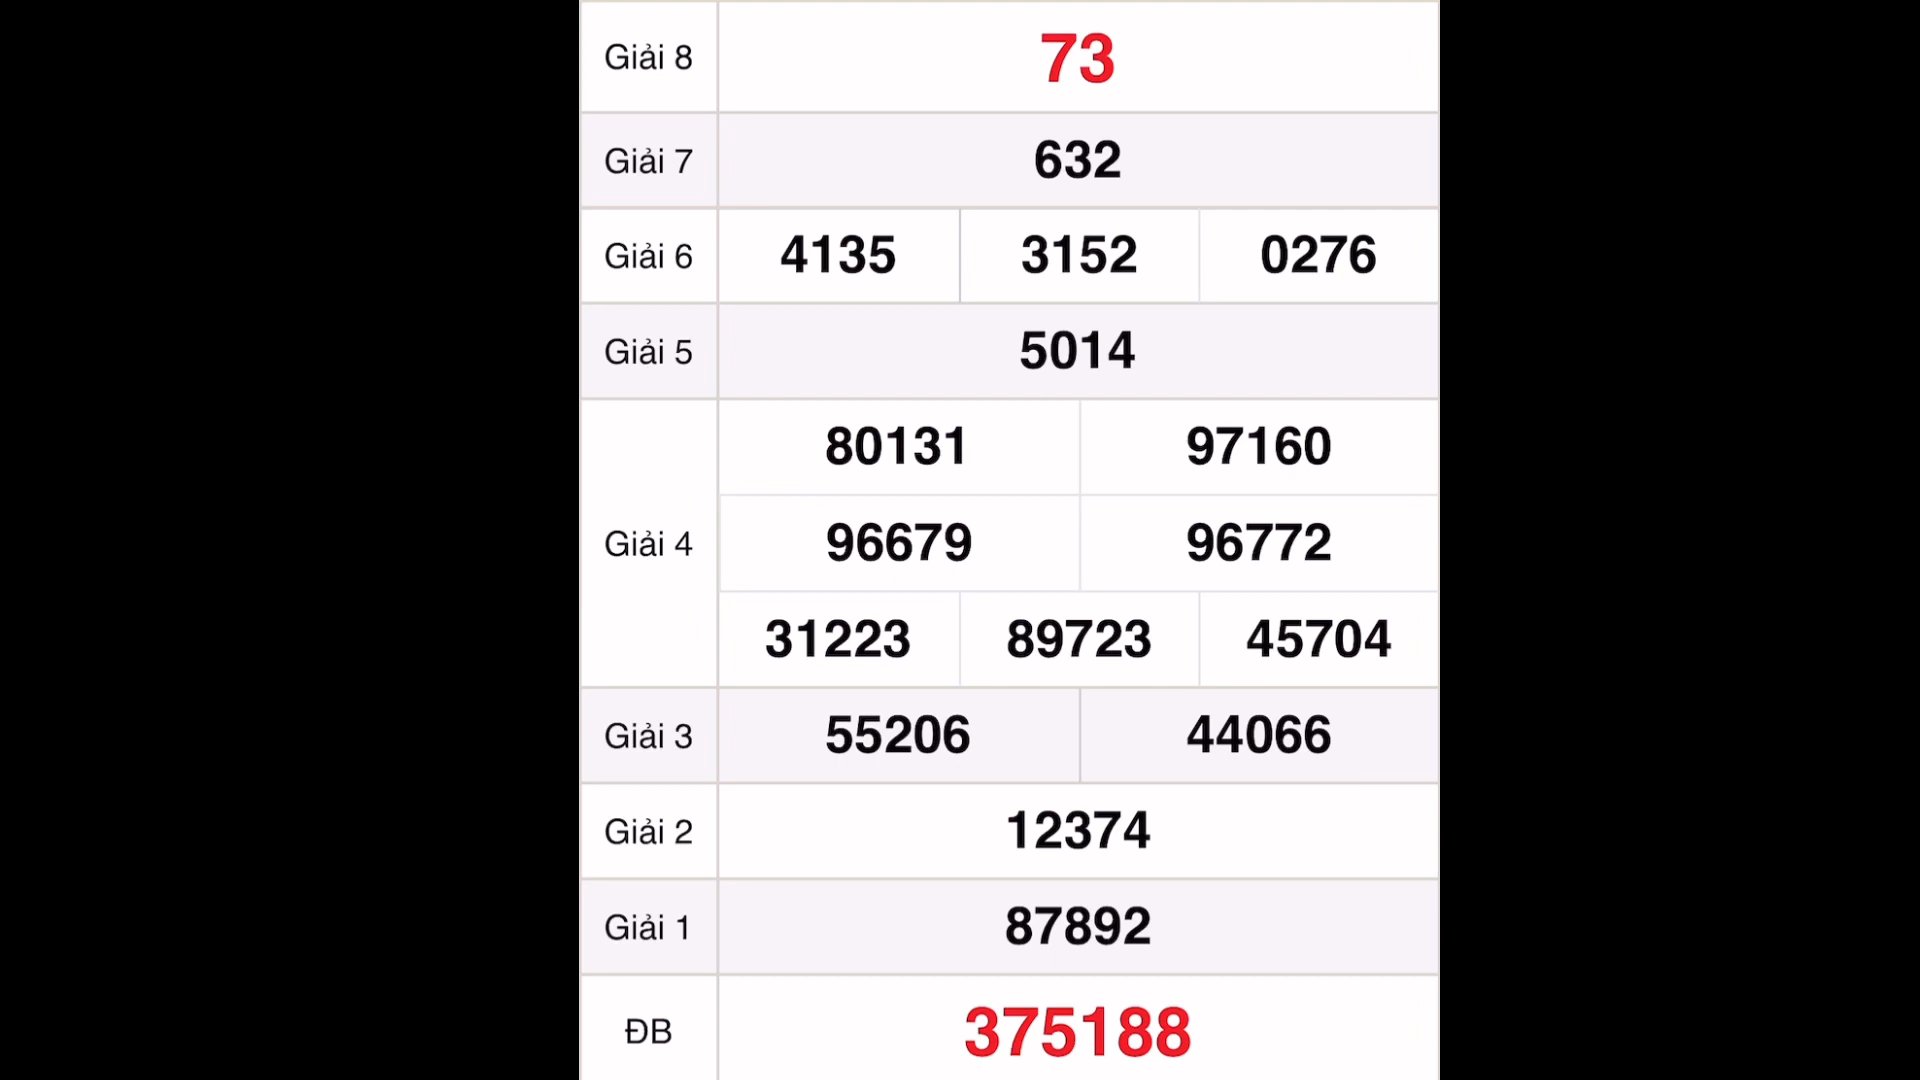 Giải 8 73
Giải 7 632
Giải 6 4135 3152 0276
Giải 5 5014
80131 97160
Giải 4 96679 96772
31223 89723 45704
Giải 3 55206 44066
Giải 2 12374
Giải 1 87892
ĐB 375188